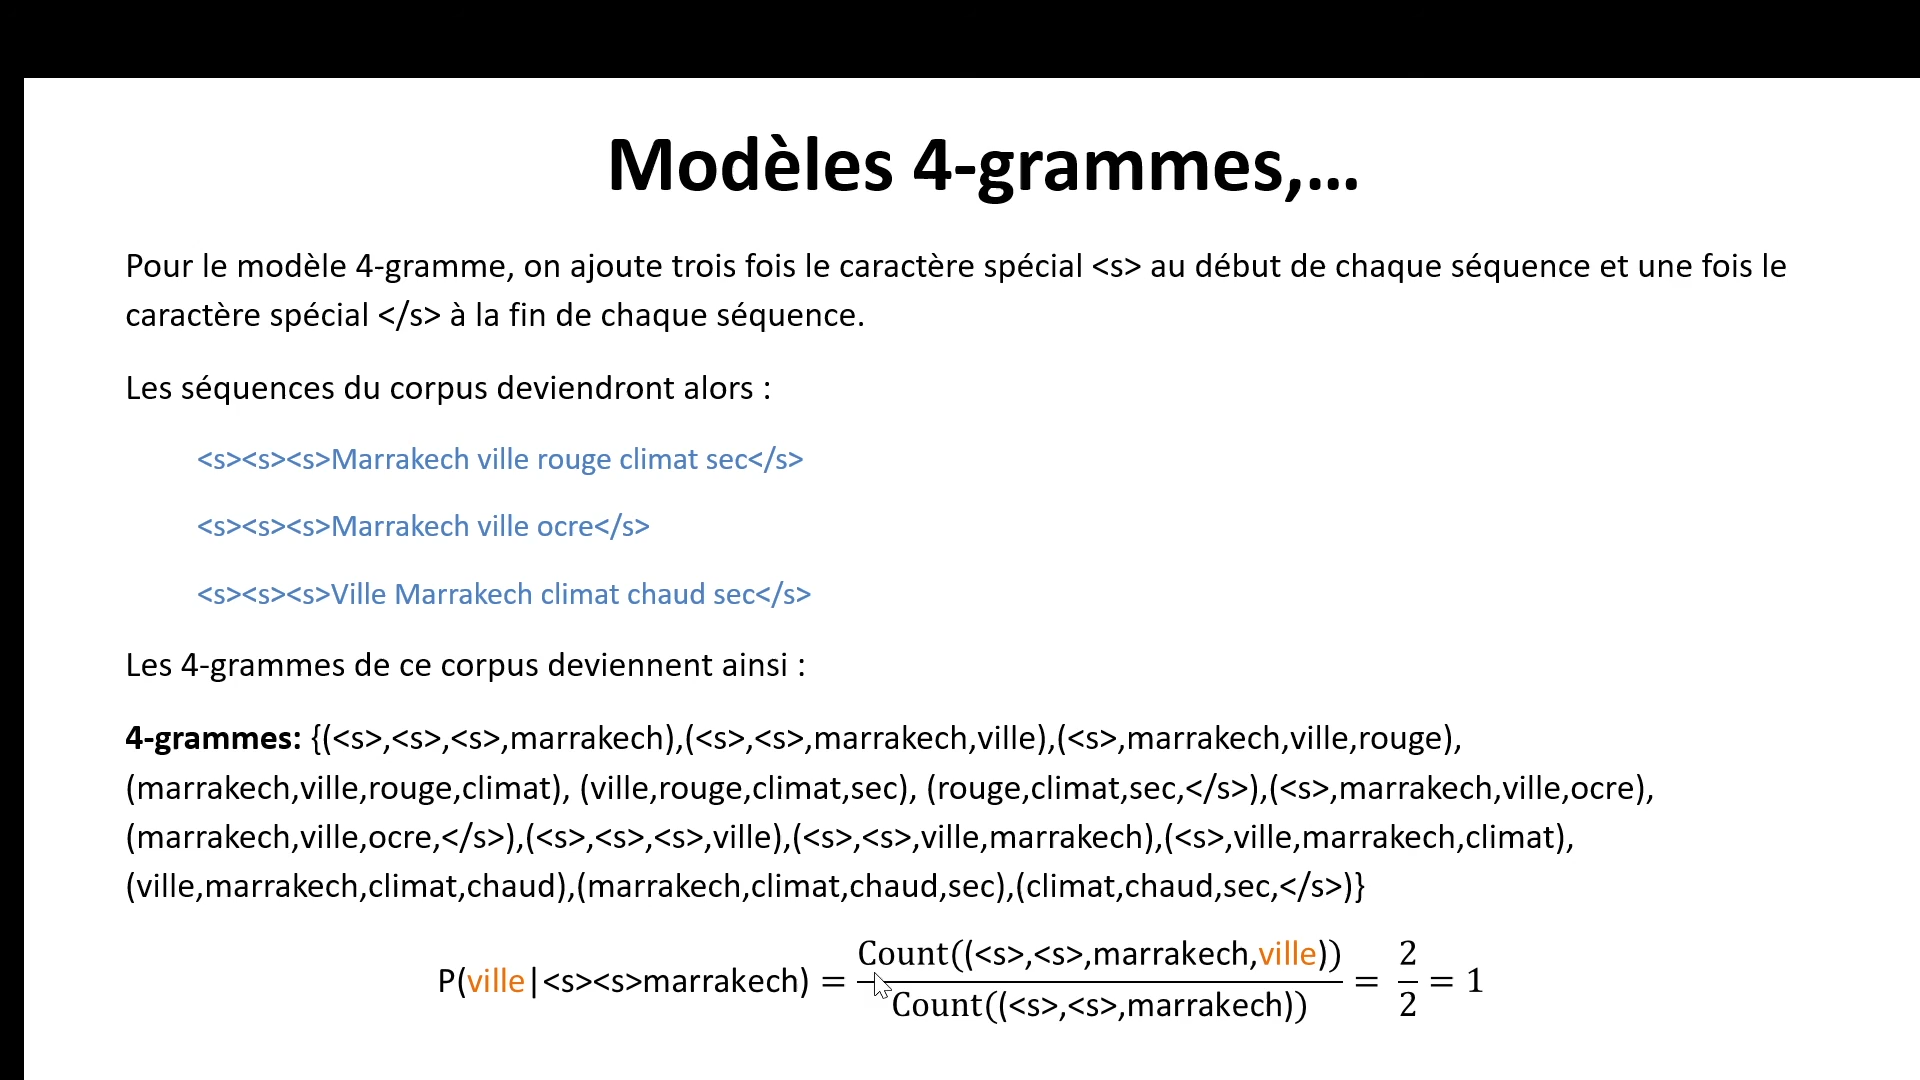 Modèles 4-grammes,...
Pour le modèle 4-gramme, on ajoute trois fois le caractère spécial <s> au début de chaque séquence et une fois le
caractère spécial </s> à la fin de chaque séquence.
Les séquences du corpus deviendront alors :
<s><s><s>Marrakech ville rouge climat sec</s>
<s><s><s>Marrakech ville ocre</s>
<s><s><s>Ville Marrakech climat chaud sec</s>
Les 4-grammes de ce corpus deviennent ainsi :
4-grammes: {(<s>,<s>,<s>,marrakech),(<s>,<s>,marrakech,ville),(<s>,marrakech,ville,rouge),
(marrakech,ville,rouge,climat), (ville,rouge,climat,sec), (rouge,climat,sec,</s>),(<s>,marrakech,ville,ocre),
(marrakech,ville,ocre,</s>),(<s>,<s>,<s>,ville),(<s>,<s>,ville,marrakech),(<s>,ville,marrakech,climat),
(ville,marrakech,climat,chaud),(marrakech,climat,chaud,sec),(climat,chaud,sec,</s>)}
P(ville|<s><s>marrakech) = Count((<s>,<s>,marrakech,ville)) / Count((<s>,<s>,marrakech)) = 2/2 = 1